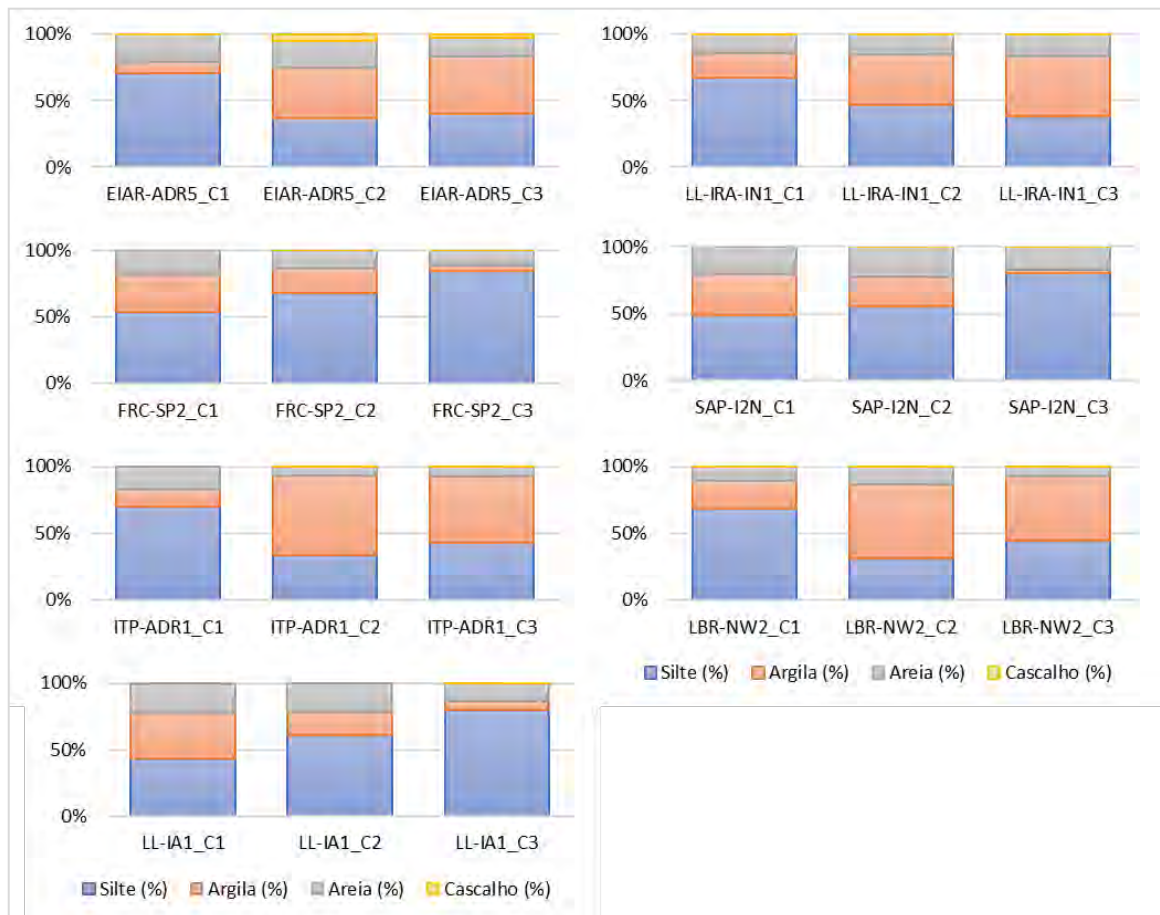 100%
50%
0%
EIAR-ADR5_C1 EIAR-ADR5_C2 EIAR-ADR5_C3
100%
50%
0%
LL-IRA-IN1_C1 LL-IRA-IN1_C2 LL-IRA-IN1_C3
100%
50%
0%
FRC-SP2_C1 FRC-SP2_C2 FRC-SP2_C3
100%
50%
0%
SAP-I2N_C1 SAP-I2N_C2 SAP-I2N_C3
100%
50%
0%
ITP-ADR1_C1 ITP-ADR1_C2 ITP-ADR1_C3
100%
50%
0%
LBR-NW2_C1 LBR-NW2_C2 LBR-NW2_C3
Silte (%) Argila (%) Areia (%) Cascalho (%)
100%
50%
0%
LL-IA1_C1 LL-IA1_C2 LL-IA1_C3
Silte (%) Argila (%) Areia (%) Cascalho (%)